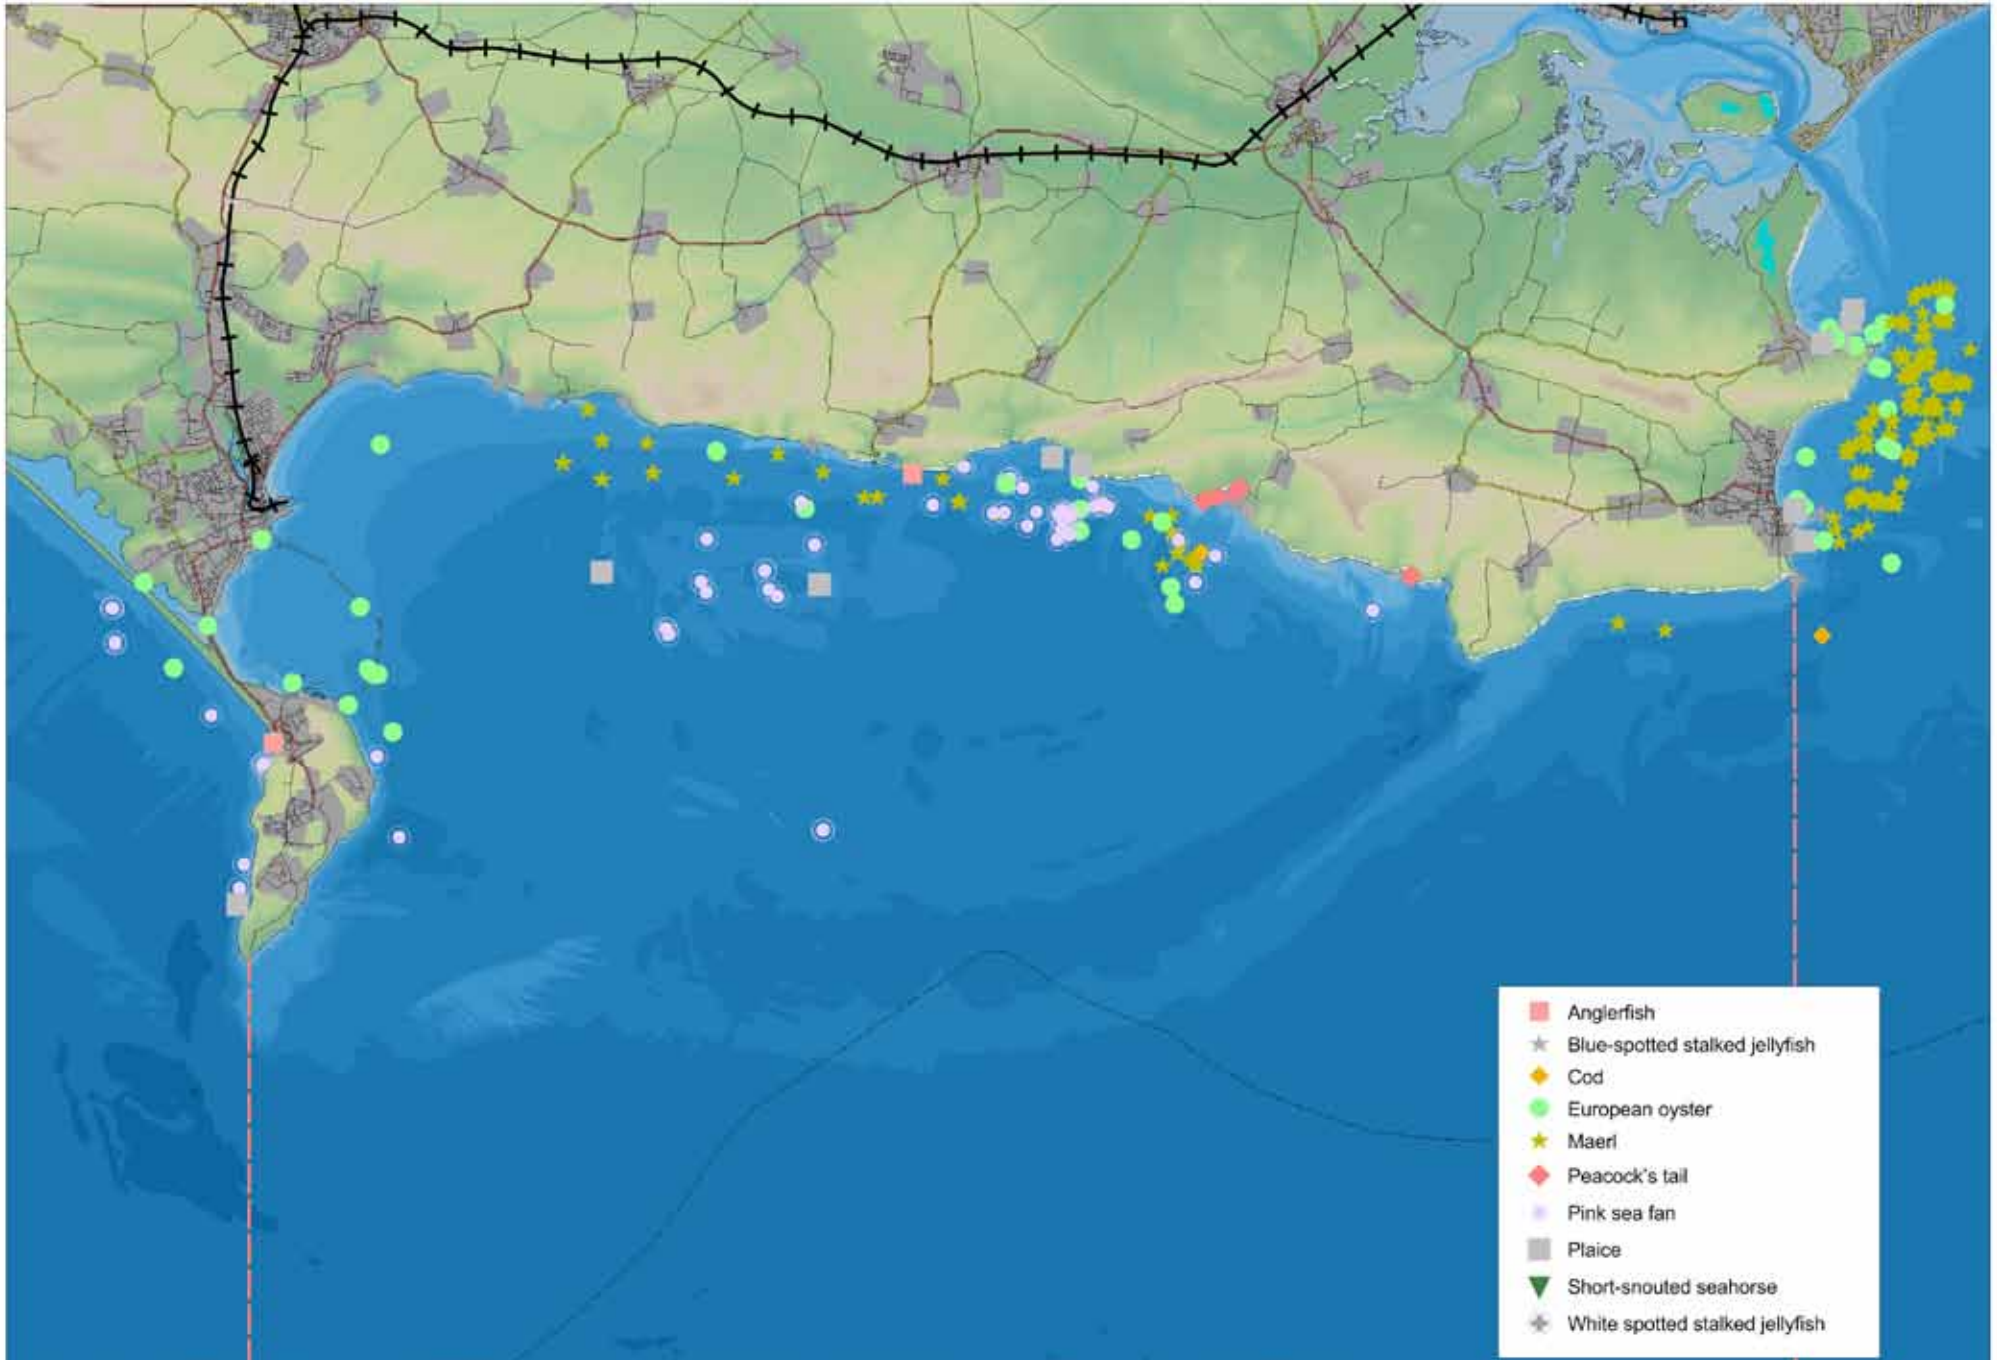 Anglerfish
Blue-spotted stalked jellyfish
Cod
European oyster
Maerl
Peacock's tail
Pink sea fan
Plaice
Short-snouted seahorse
White spotted stalked jellyfish